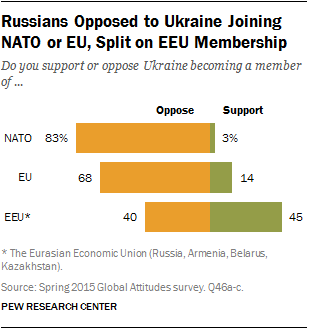 Russians Opposed to Ukraine Joining
NATO or EU, Split on EEU Membership
Do you support or oppose Ukraine becoming a member
of ...
Oppose Support
NATO 83% 3%
EU 68 14
EEU* 40 45
* The Eurasian Economic Union (Russia, Armenia, Belarus,
Kazakhstan).
Source: Spring 2015 Global Attitudes survey. Q46a-c.
PEW RESEARCH CENTER